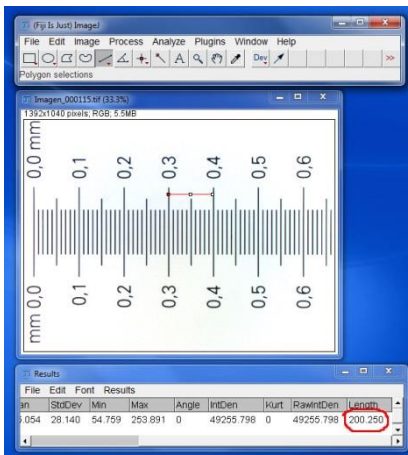 (Fiji Is Just) ImageJ
File Edit Image Process Analyze Plugins Window Help
A Dev >>
Polygon selections
Imagen_000115.tif (33.3%)
1392x1040 pixels; RGB; 5.5MB
0,0 mm 0,1 0,2 0,3 0,4 0,5 0,6
mm 0,0 0,1 0,2 0,3 0,4 0,5 0,6
Results
File Edit Font Results
an StdDev Min Max Angle IntDen Kurt RawIntDen Length
.054 28.140 54.759 253.891 0 49255.798 0 49255.798 200.250